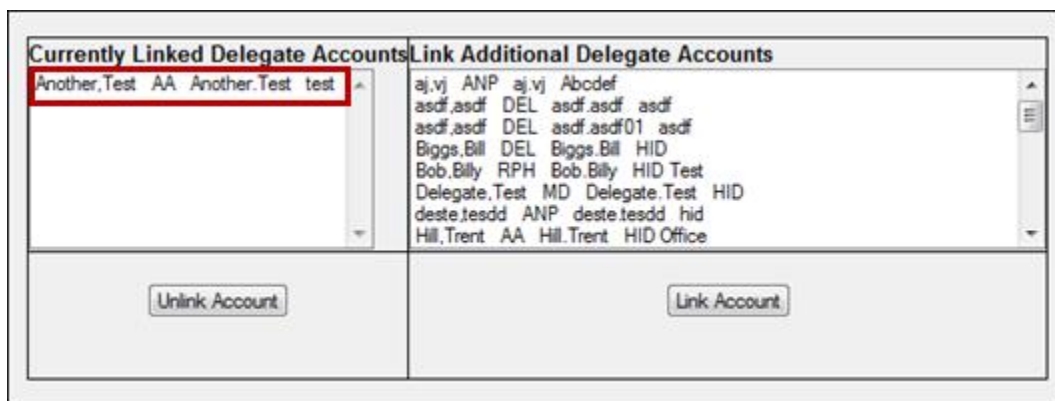 Currently Linked Delegate Accounts
Another,Test AA Another.Test test
Unlink Account
Link Additional Delegate Accounts
aj,vj ANP aj.vj Abcdef
asdf,asdf DEL asdf.asdf asdf
asdf,asdf DEL asdf.asdf01 asdf
Biggs,Bill DEL Biggs.Bill HID
Bob,Billy RPH Bob.Billy HID Test
Delegate,Test MD Delegate.Test HID
deste,tesdd ANP deste.tesdd hid
Hill,Trent AA Hill.Trent HID Office
Link Account